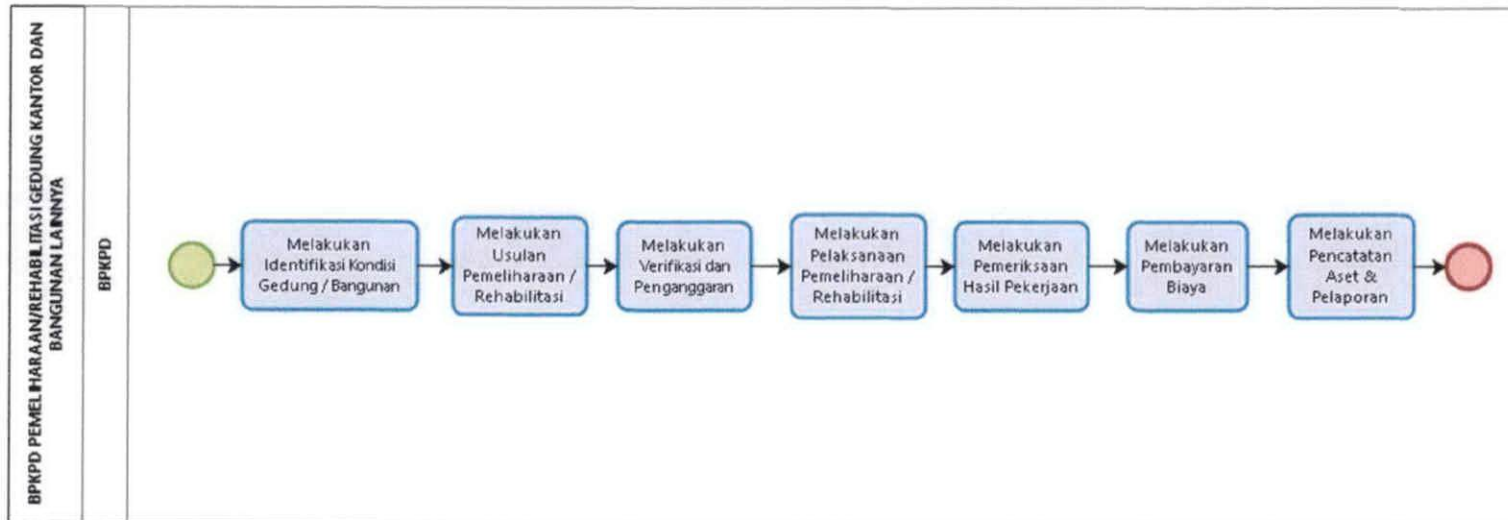 BPKPD PEMELIHARAAN/REHABILITASI GEDUNG KANTOR DAN
BANGUNAN LAINNYA
BPKPD
Melakukan
Identifikasi Kondisi
Gedung / Bangunan
Melakukan
Usulan
Pemeliharaan /
Rehabilitasi
Melakukan
Verifikasi dan
Penganggaran
Melakukan
Pelaksanaan
Pemeliharaan /
Rehabilitasi
Melakukan
Pemeriksaan
Hasil Pekerjaan
Melakukan
Pembayaran
Biaya
Melakukan
Pencatatan
Aset &
Pelaporan